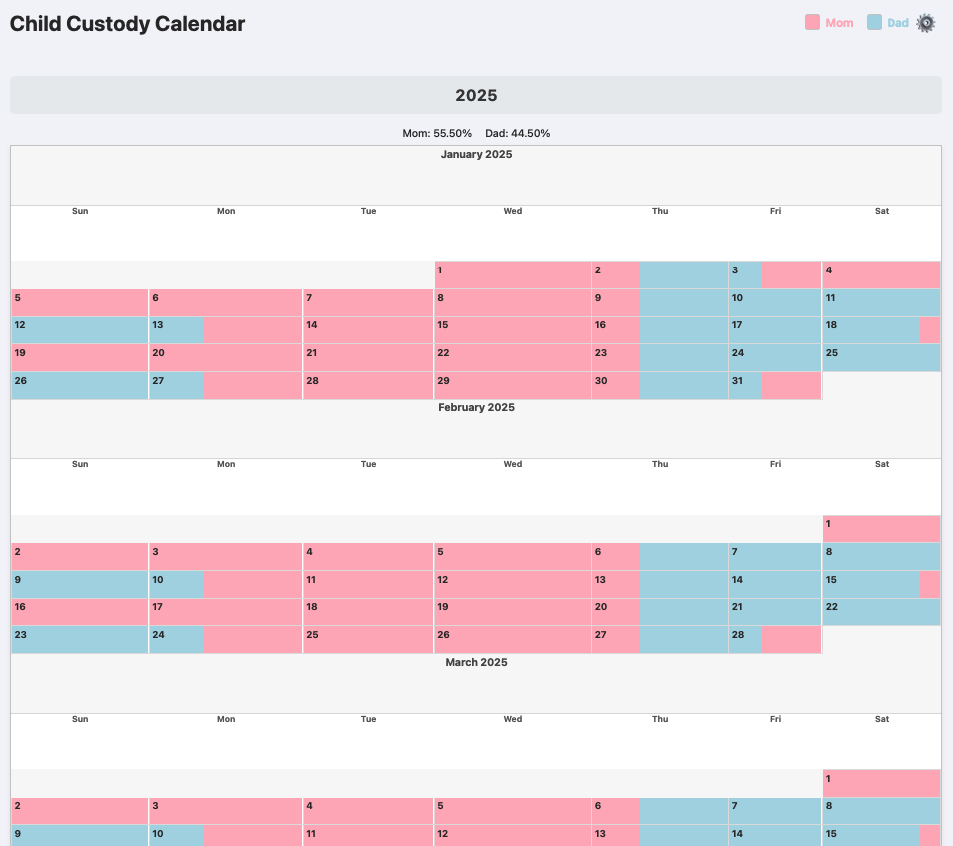 Child Custody Calendar
Mom Dad
2025
Mom: 55.50% Dad: 44.50%
January 2025
Sun Mon Tue Wed Thu Fri Sat
1 2 3 4
5 6 7 8 9 10 11
12 13 14 15 16 17 18
19 20 21 22 23 24 25
26 27 28 29 30 31
February 2025
Sun Mon Tue Wed Thu Fri Sat
1
2 3 4 5 6 7 8
9 10 11 12 13 14 15
16 17 18 19 20 21 22
23 24 25 26 27 28
March 2025
Sun Mon Tue Wed Thu Fri Sat
1
2 3 4 5 6 7 8
9 10 11 12 13 14 15